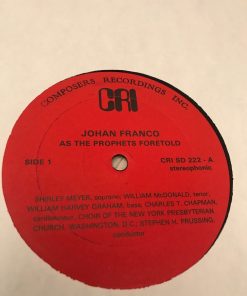 COMPOSERS RECORDINGS INC.
CRI
JOHAN FRANCO
AS THE PROPHETS FORETOLD
SIDE 1
CRI SD 222 - A
stereophonic
SHIRLEY MEYER, soprano; WILLIAM McDONALD, tenor,
WILLIAM HARVEY GRAHAM, bass; CHARLES T. CHAPMAN,
carillonneur; CHOIR OF THE NEW YORK PRESBYTERIAN
CHURCH, WASHINGTON, D.C.; STEPHEN H. PRUSSING,
conductor